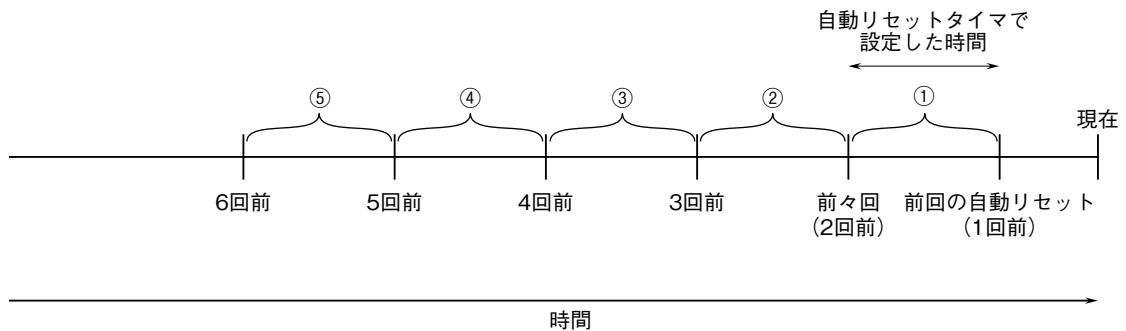 自動リセットタイマで
設定した時間
⑤ ④ ③ ② ①
現在
6回前 5回前 4回前 3回前 前々回 前回の自動リセット
(2回前) (1回前)
時間